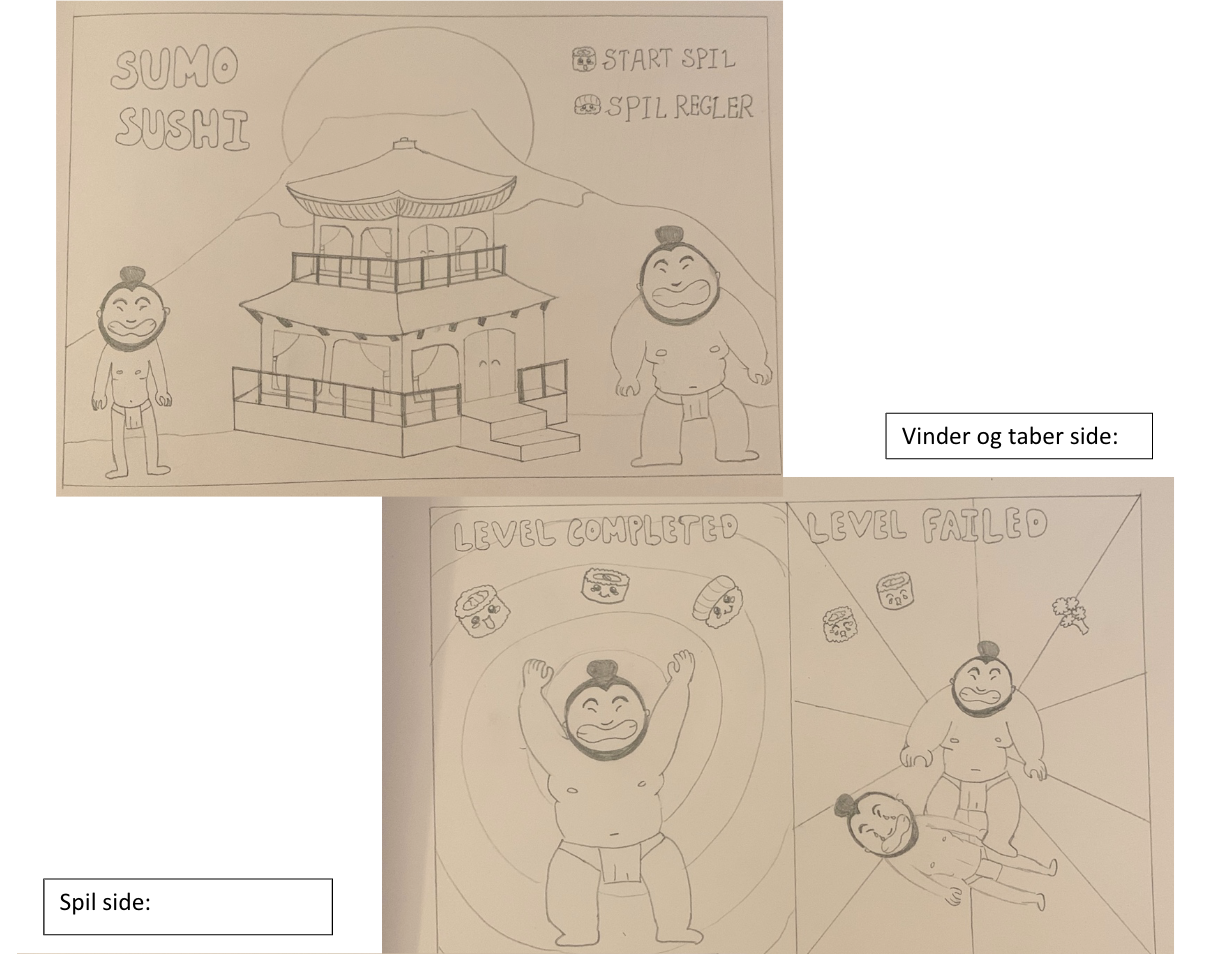 SUMO
SUSHI
START SPIL
SPIL REGLER
Vinder og taber side:
LEVEL COMPLETED
LEVEL FAILED
Spil side: